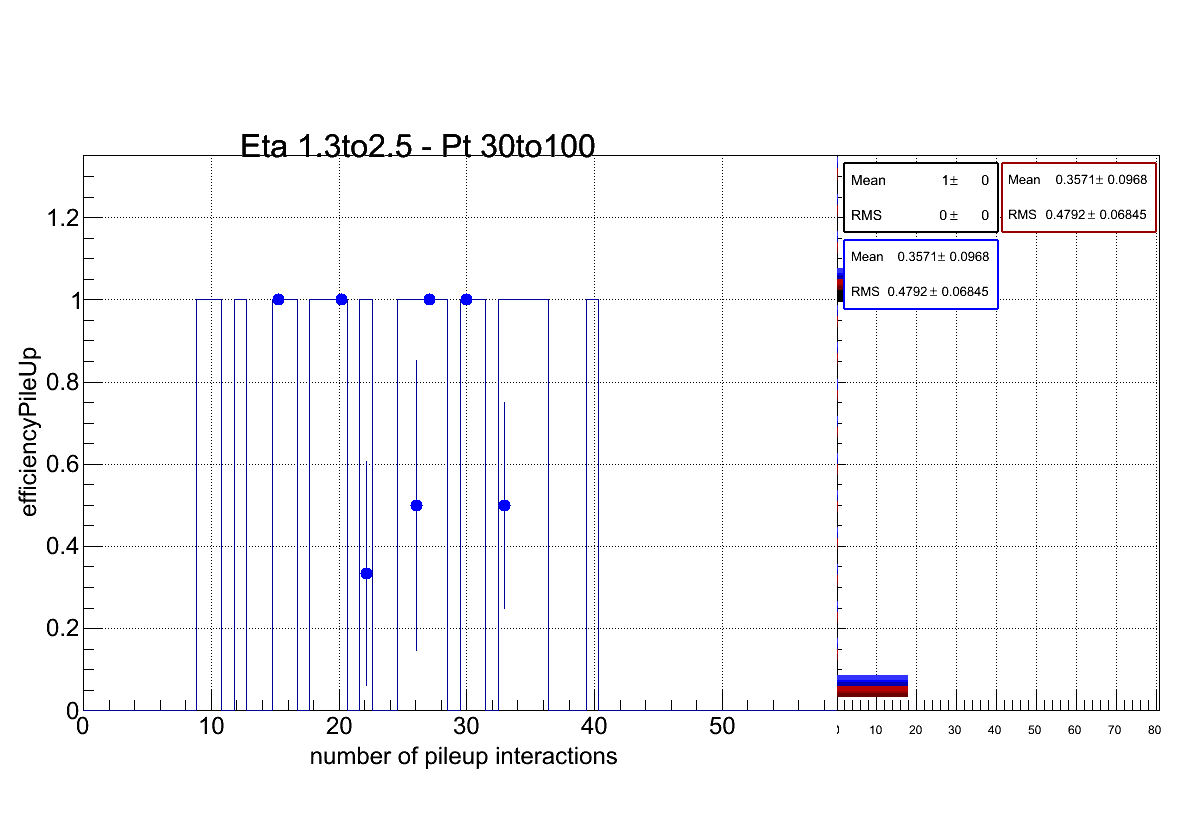 Eta 1.3to2.5 - Pt 30to100
1.2
1
0.8
0.6
0.4
0.2
0
efficiencyPileUp
0 10 20 30 40 50
number of pileup interactions
Mean 1± 0
RMS 0± 0
Mean 0.3571± 0.0968
RMS 0.4792± 0.06845
Mean 0.3571± 0.0968
RMS 0.4792± 0.06845
10 20 30 40 50 60 70 80